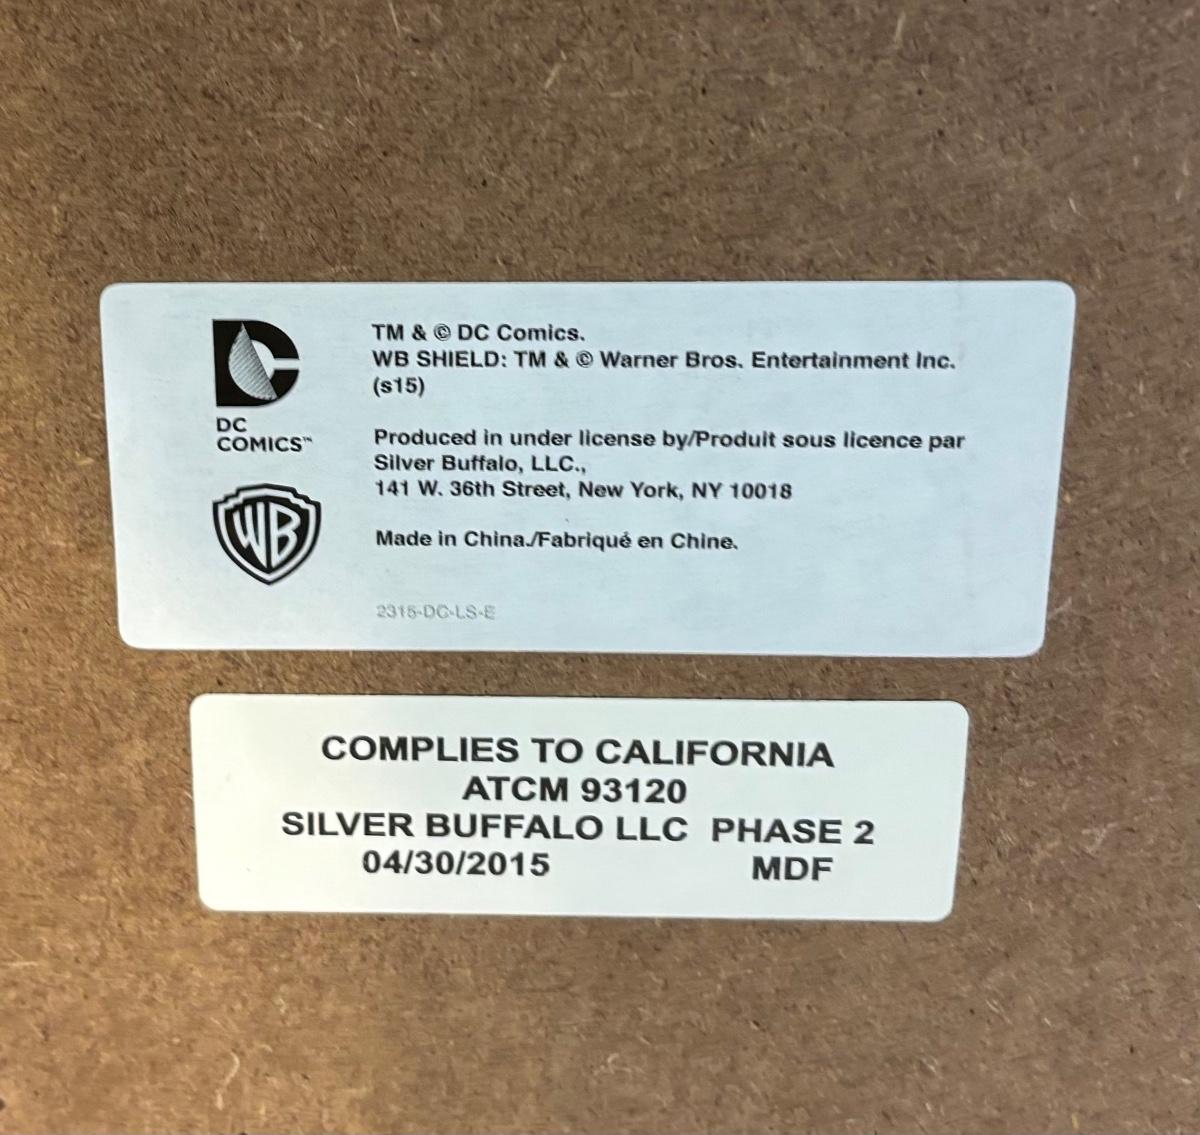 DC
COMICS™
WB
TM & © DC Comics.
WB SHIELD: TM & © Warner Bros. Entertainment Inc.
(s15)
Produced in under license by/Produit sous licence par
Silver Buffalo, LLC.,
141 W. 36th Street, New York, NY 10018
Made in China./Fabriqué en Chine.
2315-DC-LS-E
COMPLIES TO CALIFORNIA
ATCM 93120
SILVER BUFFALO LLC PHASE 2
04/30/2015 MDF